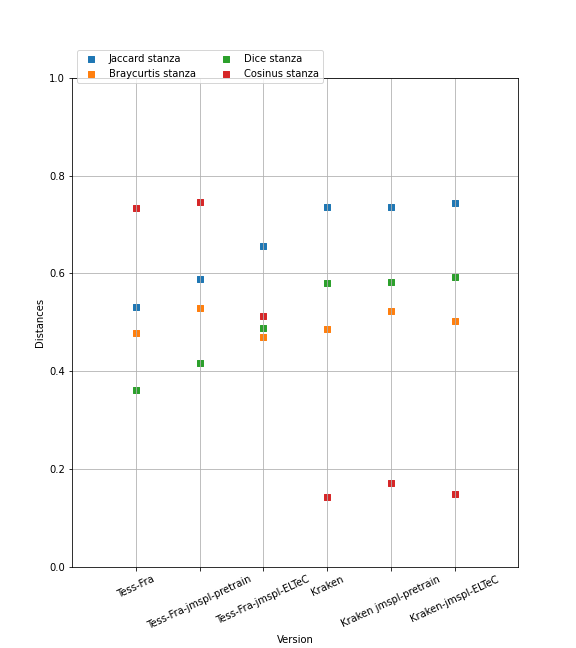 Jaccard stanza Dice stanza
Braycurtis stanza Cosinus stanza
1.0
0.8
0.6
0.4
0.2
0.0
Distances
Tess-Fra
Tess-Fra-jmspl-pretrain
Tess-Fra-jmspl-ELTeC
Kraken
Kraken jmspl-pretrain
Kraken-jmspl-ELTeC
Version